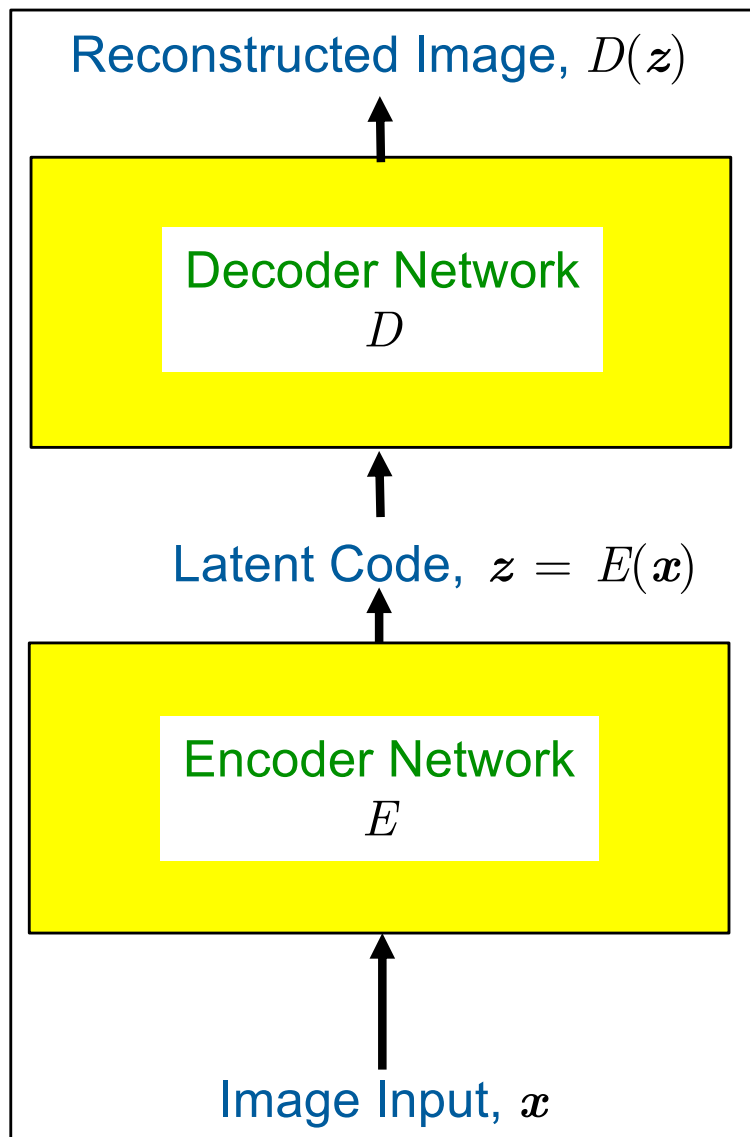 Reconstructed Image, D(z)
Decoder Network
D
Latent Code, z = E(x)
Encoder Network
E
Image Input, x